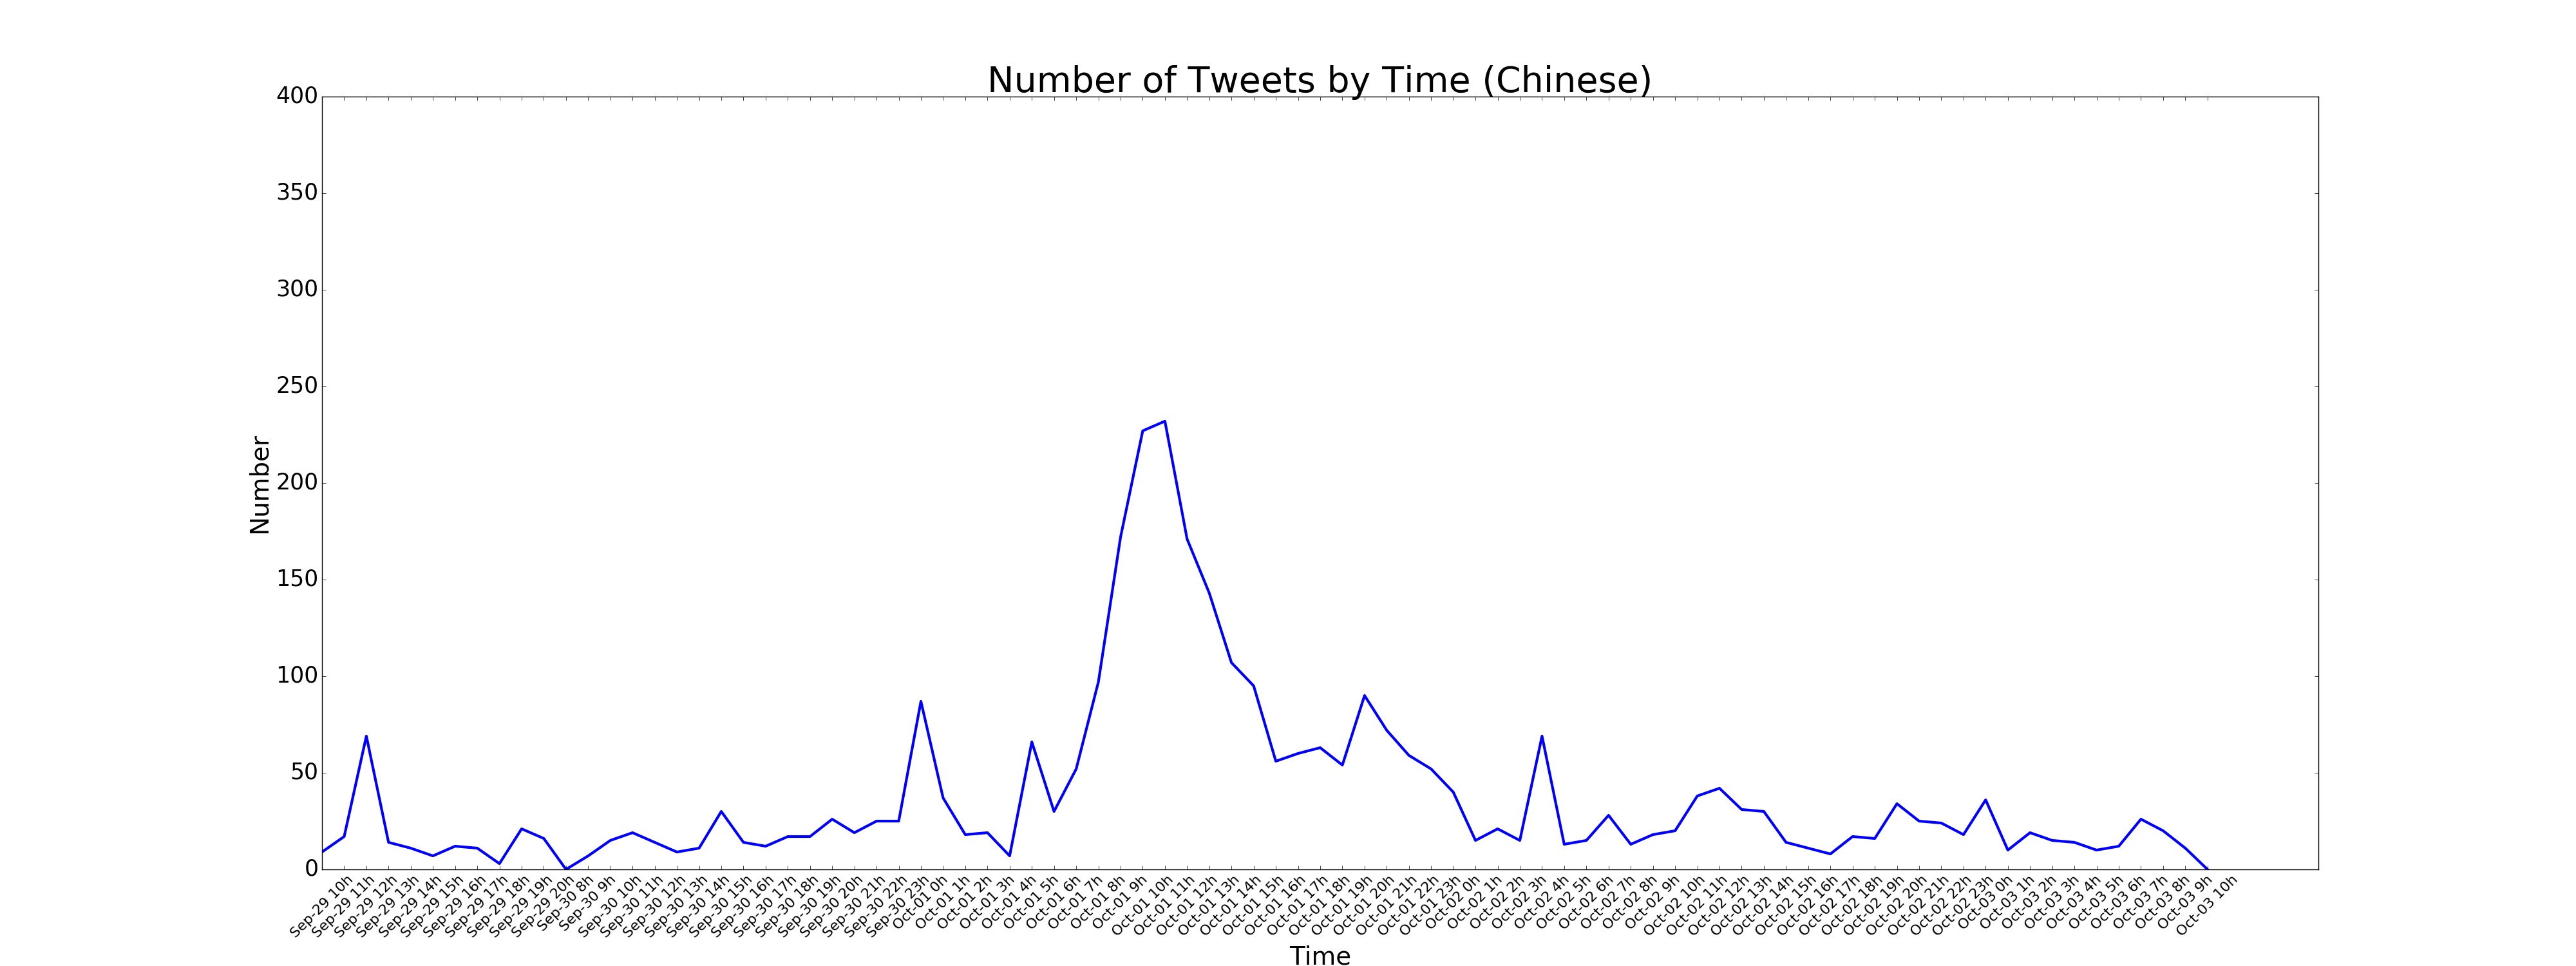 Number of Tweets by Time (Chinese)
400
350
300
250
200
150
100
50
0
Number
Sep-29 10h
Sep-29 11h
Sep-29 12h
Sep-29 13h
Sep-29 14h
Sep-29 15h
Sep-29 16h
Sep-29 17h
Sep-29 18h
Sep-29 19h
Sep-29 20h
Sep-30 8h
Sep-30 9h
Sep-30 10h
Sep-30 11h
Sep-30 12h
Sep-30 13h
Sep-30 14h
Sep-30 15h
Sep-30 16h
Sep-30 17h
Sep-30 18h
Sep-30 19h
Sep-30 20h
Sep-30 21h
Sep-30 22h
Sep-30 23h
Oct-01 0h
Oct-01 1h
Oct-01 2h
Oct-01 3h
Oct-01 4h
Oct-01 5h
Oct-01 6h
Oct-01 7h
Oct-01 8h
Oct-01 9h
Oct-01 10h
Oct-01 11h
Oct-01 12h
Oct-01 13h
Oct-01 14h
Oct-01 15h
Oct-01 16h
Oct-01 17h
Oct-01 18h
Oct-01 19h
Oct-01 20h
Oct-01 21h
Oct-01 22h
Oct-01 23h
Oct-02 0h
Oct-02 1h
Oct-02 2h
Oct-02 3h
Oct-02 4h
Oct-02 5h
Oct-02 6h
Oct-02 7h
Oct-02 8h
Oct-02 9h
Oct-02 10h
Oct-02 11h
Oct-02 12h
Oct-02 13h
Oct-02 14h
Oct-02 15h
Oct-02 16h
Oct-02 17h
Oct-02 18h
Oct-02 19h
Oct-02 20h
Oct-02 21h
Oct-02 22h
Oct-02 23h
Oct-03 0h
Oct-03 1h
Oct-03 2h
Oct-03 3h
Oct-03 4h
Oct-03 5h
Oct-03 6h
Oct-03 7h
Oct-03 8h
Oct-03 9h
Oct-03 10h
Time